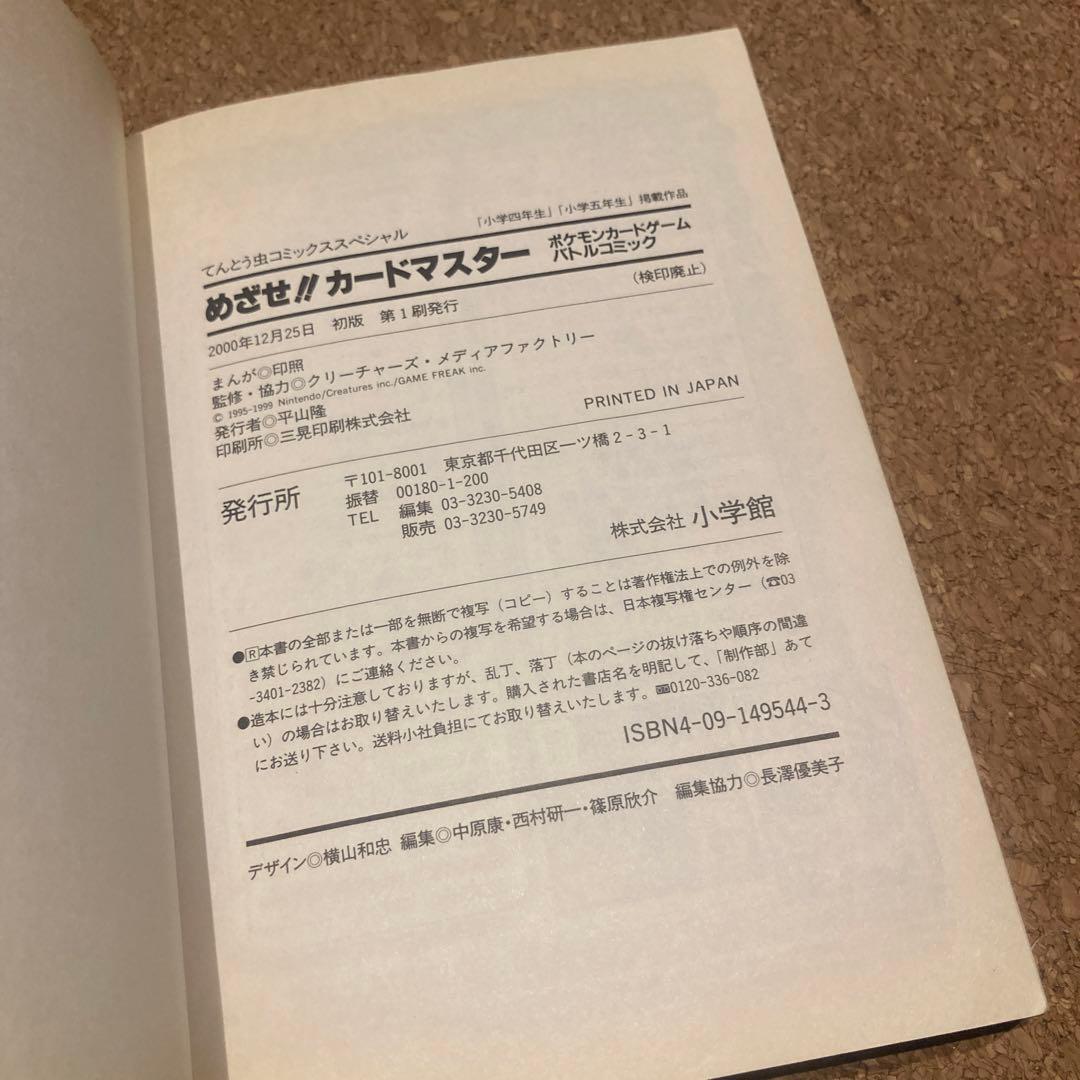 「小学四年生」「小学五年生」掲載作品
てんとう虫コミックススペシャル
めざせ!! カードマスター ポケモンカードゲーム
バトルコミック
2000年12月25日 初版 第1刷発行 (検印廃止)
まんが◎印照
監修・協力◎クリーチャーズ・メディアファクトリー
© 1995-1999 Nintendo/Creatures inc./GAME FREAK inc.
発行者◎平山隆
印刷所◎三晃印刷株式会社 PRINTED IN JAPAN
発行所 〒101-8001 東京都千代田区一ツ橋2-3-1
振替 00180-1-200
TEL 編集 03-3230-5408
販売 03-3230-5749
株式会社 小学館
●Ⓡ本書の全部または一部を無断で複写(コピー)することは著作権法上での例外を除
き禁じられています。本書からの複写を希望する場合は、日本複写権センター(☎03
-3401-2382)にご連絡ください。
●造本には十分注意しておりますが、乱丁、落丁(本のページの抜け落ちや順序の間違
い)の場合はお取り替えいたします。購入された書店名を明記して、「制作部」あて
にお送り下さい。送料小社負担にてお取り替えいたします。0120-336-082
ISBN4-09-149544-3
デザイン◎横山和忠 編集◎中原康・西村研一・篠原欣介 編集協力◎長澤優美子